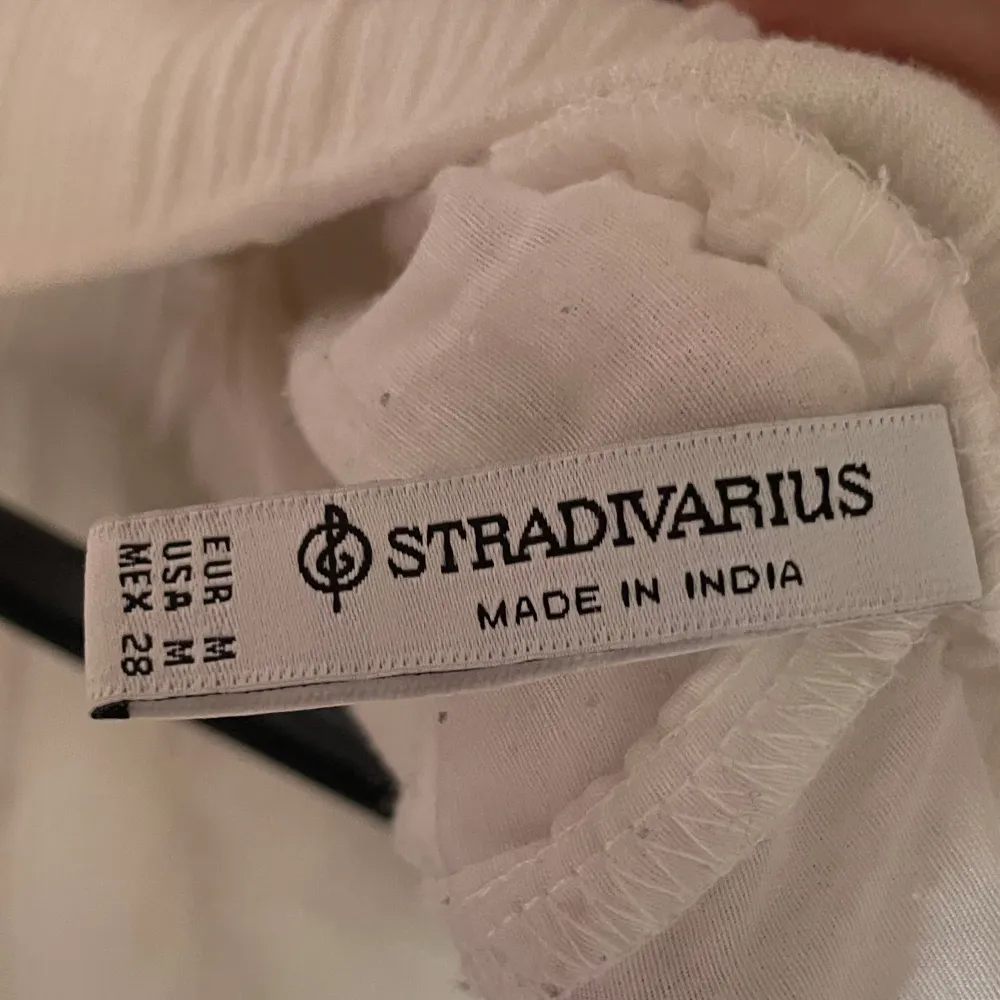 STRADIVARIUS
MADE IN INDIA
EUR M
USA M
MEX 28